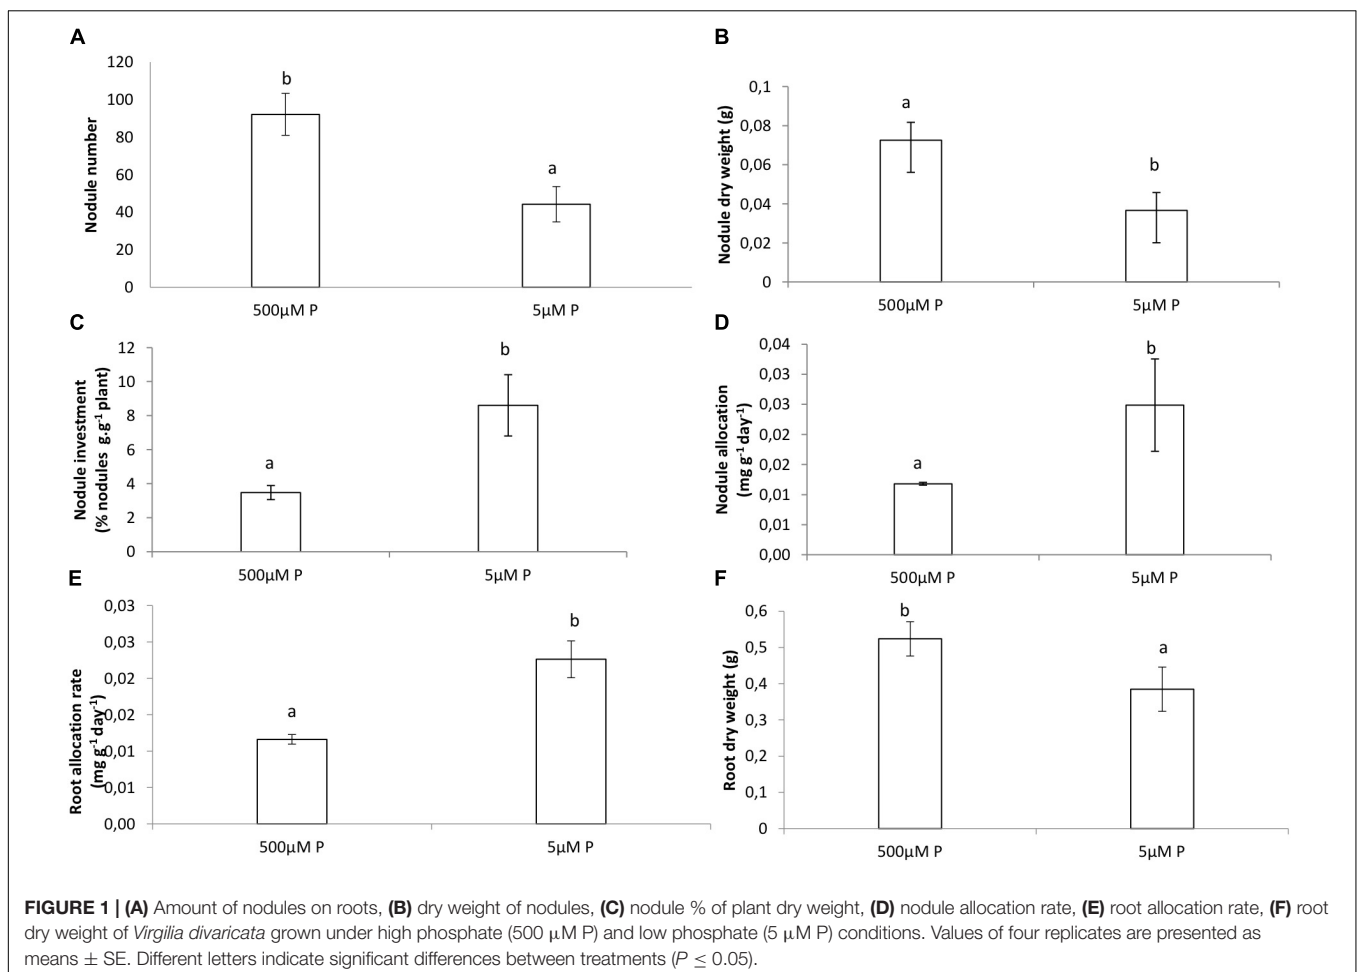 A
Nodule number
120
100
80
60
40
20
0
b
a
500µM P
5µM P
B
Nodule dry weight (g)
0,1
0,08
0,06
0,04
0,02
0
a
b
500µM P
5µM P
C
Nodule investment
(% nodules g.g-1 plant)
12
10
8
6
4
2
0
a
b
500µM P
5µM P
D
Nodule allocation
(mg g-1 day-1)
0,04
0,03
0,03
0,02
0,02
0,01
0,01
0,00
a
b
500µM P
5µM P
E
Root allocation rate
(mg g-1 day-1)
0,03
0,03
0,02
0,02
0,01
0,01
0,00
a
b
500µM P
5µM P
F
Root dry weight (g)
0,6
0,5
0,4
0,3
0,2
0,1
0
b
a
500µM P
5µM P
FIGURE 1 | (A) Amount of nodules on roots, (B) dry weight of nodules, (C) nodule % of plant dry weight, (D) nodule allocation rate, (E) root allocation rate, (F) root
dry weight of Virgilia divaricata grown under high phosphate (500 µM P) and low phosphate (5 µM P) conditions. Values of four replicates are presented as
means ± SE. Different letters indicate significant differences between treatments (P ≤ 0.05).